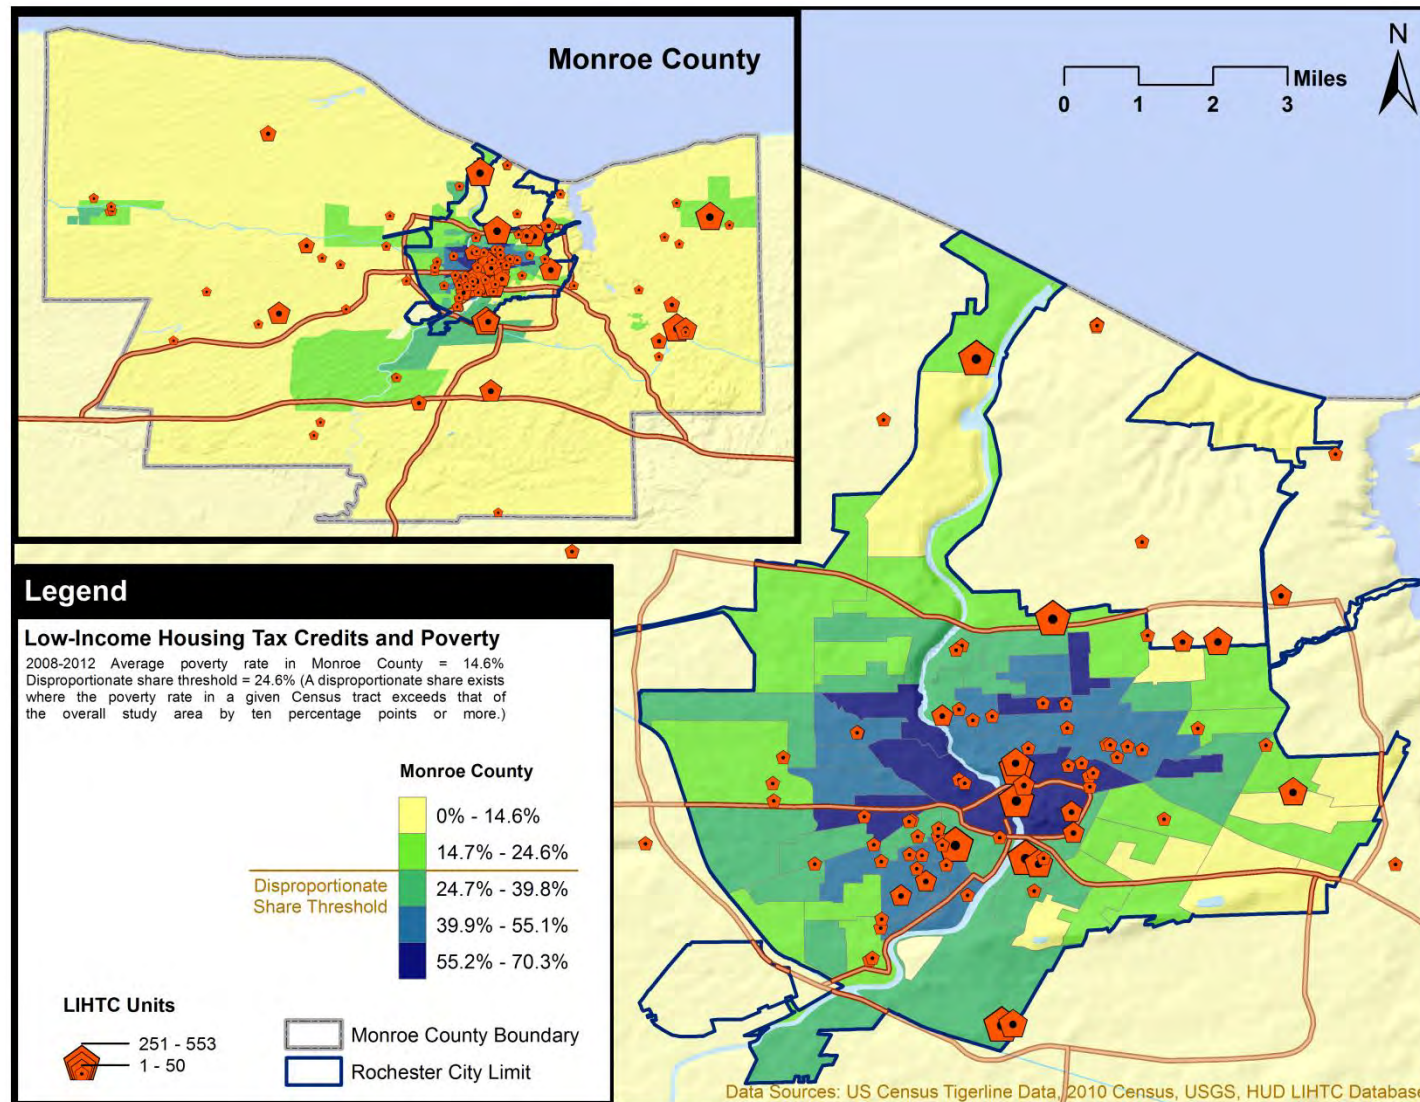 Monroe County
N
Miles
0 1 2 3
Legend
Low-Income Housing Tax Credits and Poverty
2008-2012 Average poverty rate in Monroe County = 14.6%
Disproportionate share threshold = 24.6% (A disproportionate share exists
where the poverty rate in a given Census tract exceeds that of
the overall study area by ten percentage points or more.)
Monroe County
0% - 14.6%
14.7% - 24.6%
Disproportionate
Share Threshold
24.7% - 39.8%
39.9% - 55.1%
55.2% - 70.3%
LIHTC Units
251 - 553
1 - 50
Monroe County Boundary
Rochester City Limit
Data Sources: US Census Tigerline Data, 2010 Census, USGS, HUD LIHTC Database